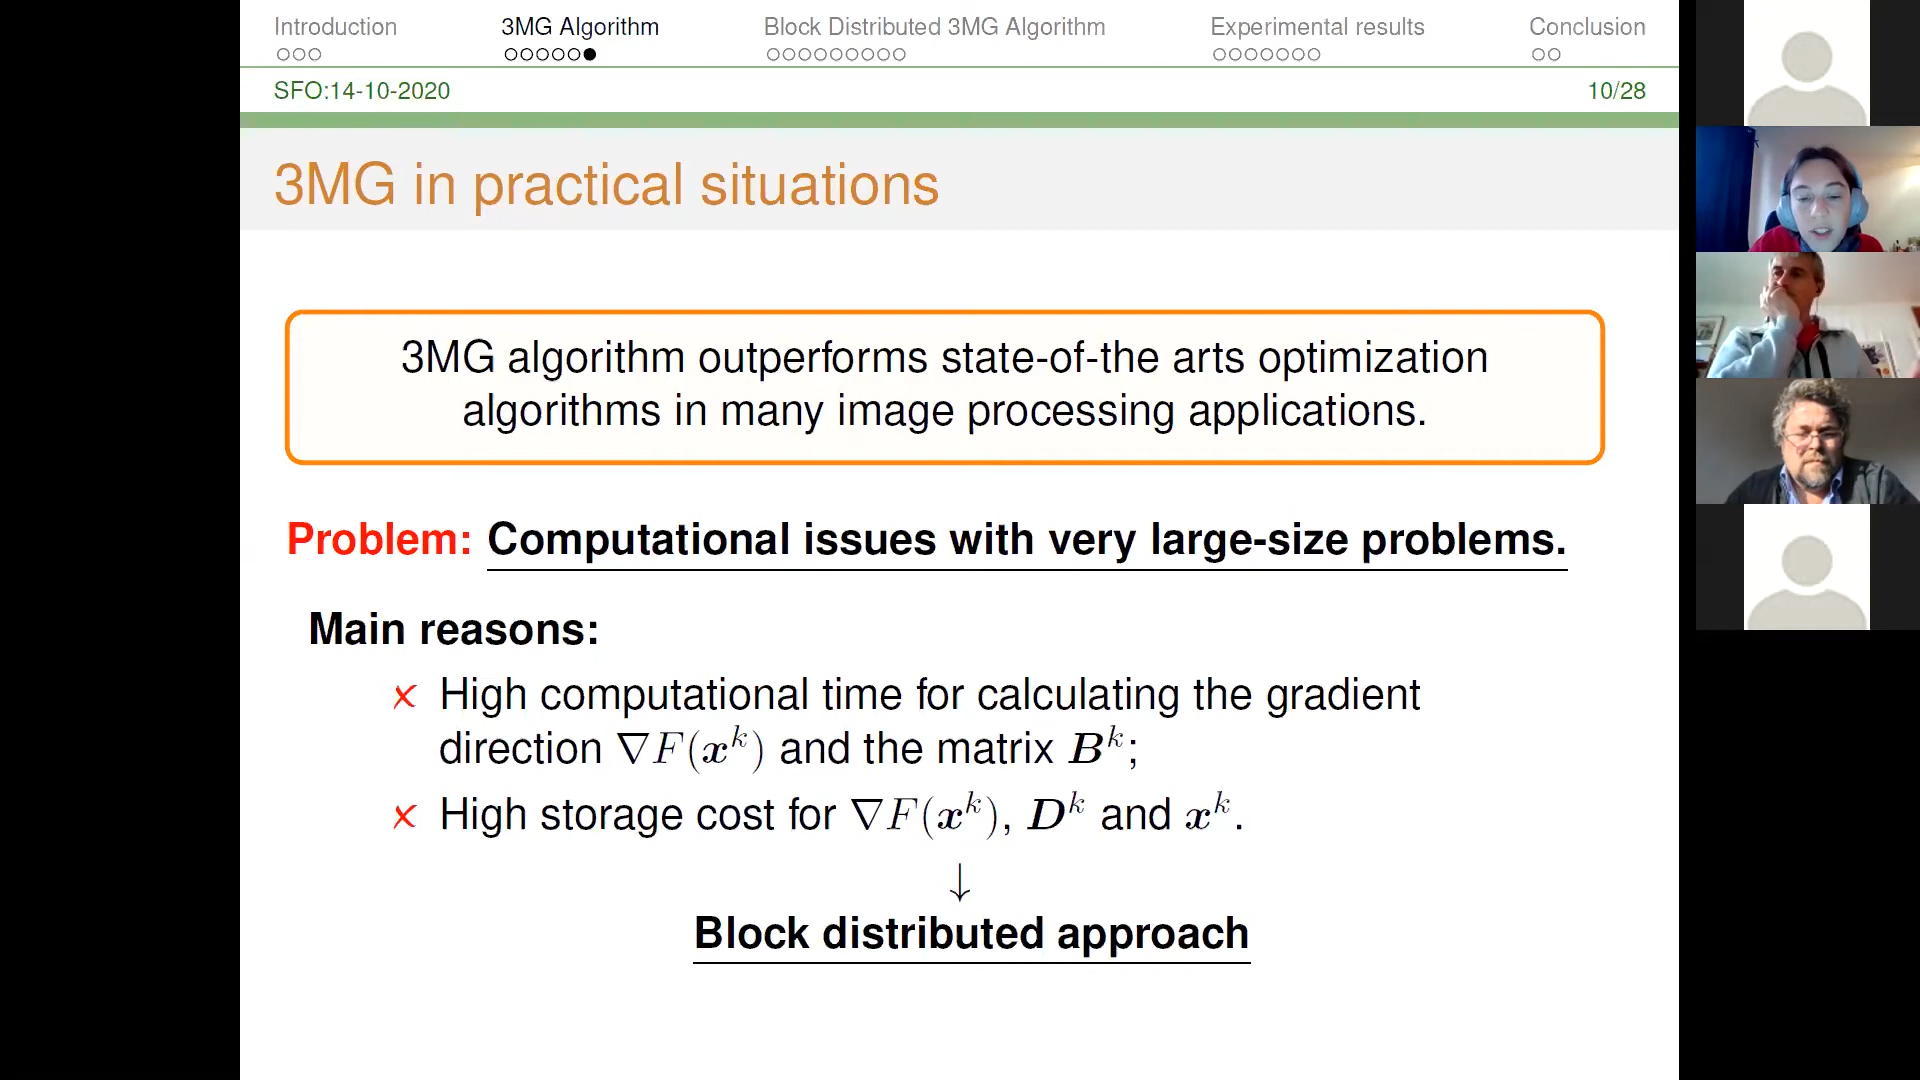 Introduction 3MG Algorithm Block Distributed 3MG Algorithm Experimental results Conclusion
SFO:14-10-2020 10/28
3MG in practical situations
3MG algorithm outperforms state-of-the arts optimization
algorithms in many image processing applications.
Problem: Computational issues with very large-size problems.
Main reasons:
× High computational time for calculating the gradient
direction ∇F(x^k) and the matrix B^k;
× High storage cost for ∇F(x^k), D^k and x^k.
↓
Block distributed approach